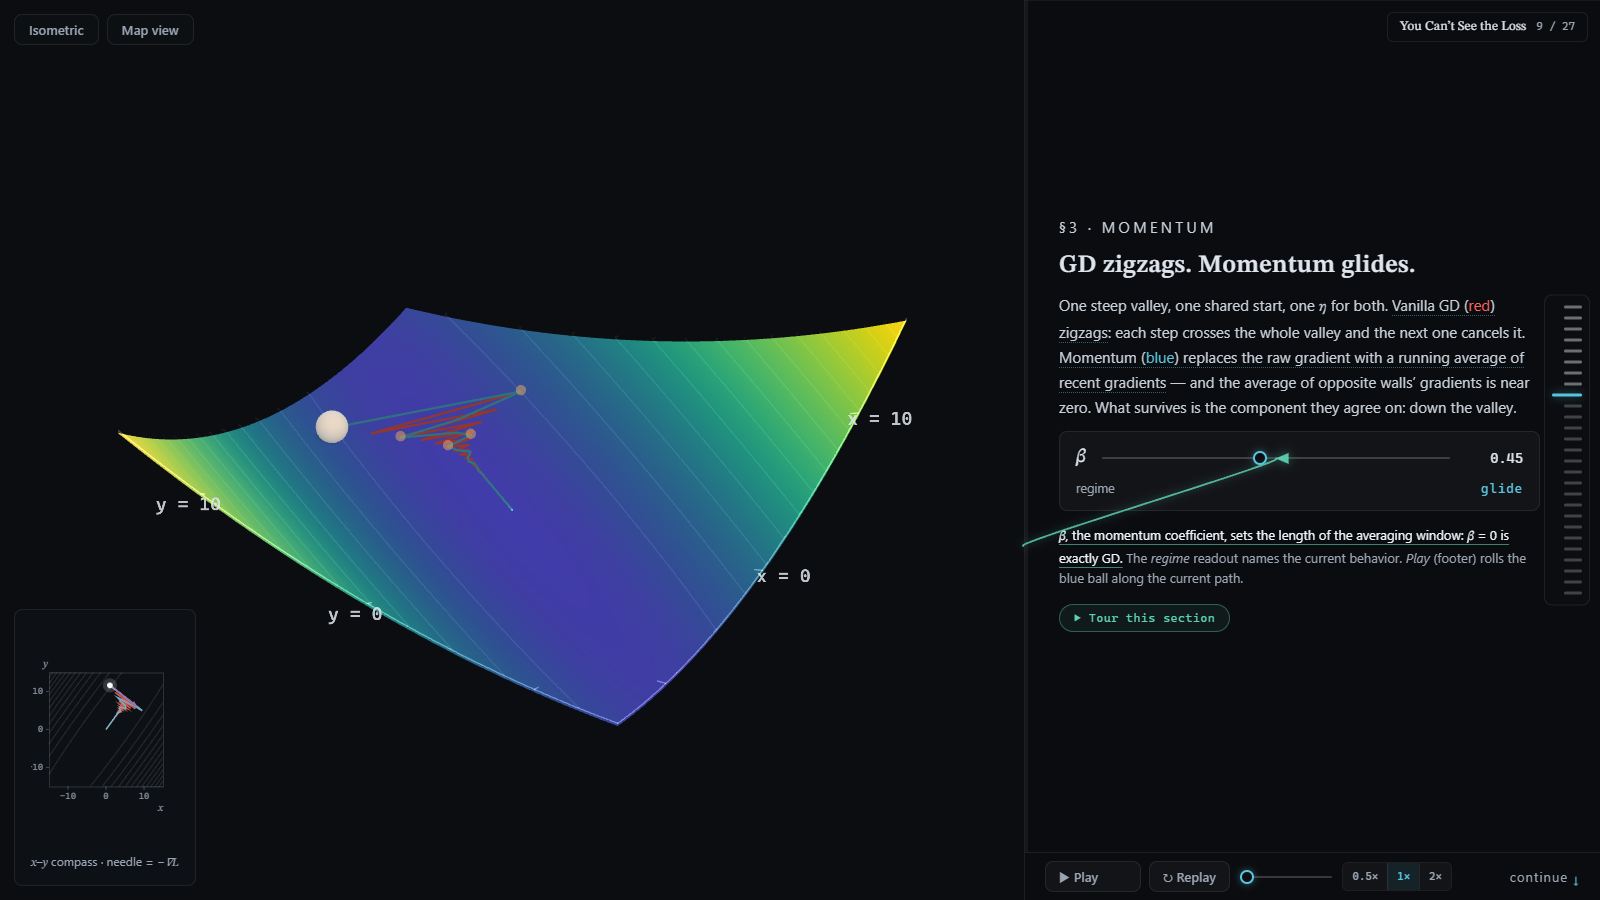 Isometric
Map view
You Can't See the Loss 9 / 27
§3 · MOMENTUM
GD zigzags. Momentum glides.
One steep valley, one shared start, one η for both. Vanilla GD (red)
zigzags: each step crosses the whole valley and the next one cancels it.
Momentum (blue) replaces the raw gradient with a running average of
recent gradients — and the average of opposite walls' gradients is near
zero. What survives is the component they agree on: down the valley.
β 0.45
regime glide
β, the momentum coefficient, sets the length of the averaging window: β = 0 is
exactly GD. The regime readout names the current behavior. Play (footer) rolls the
blue ball along the current path.
▶ Tour this section
x = 10
y = 10
x = 0
y = 0
y
10
0
-10
−10 0 10
x
x–y compass · needle = −∇L
▶ Play
↻ Replay
0.5×
1×
2×
continue ↓